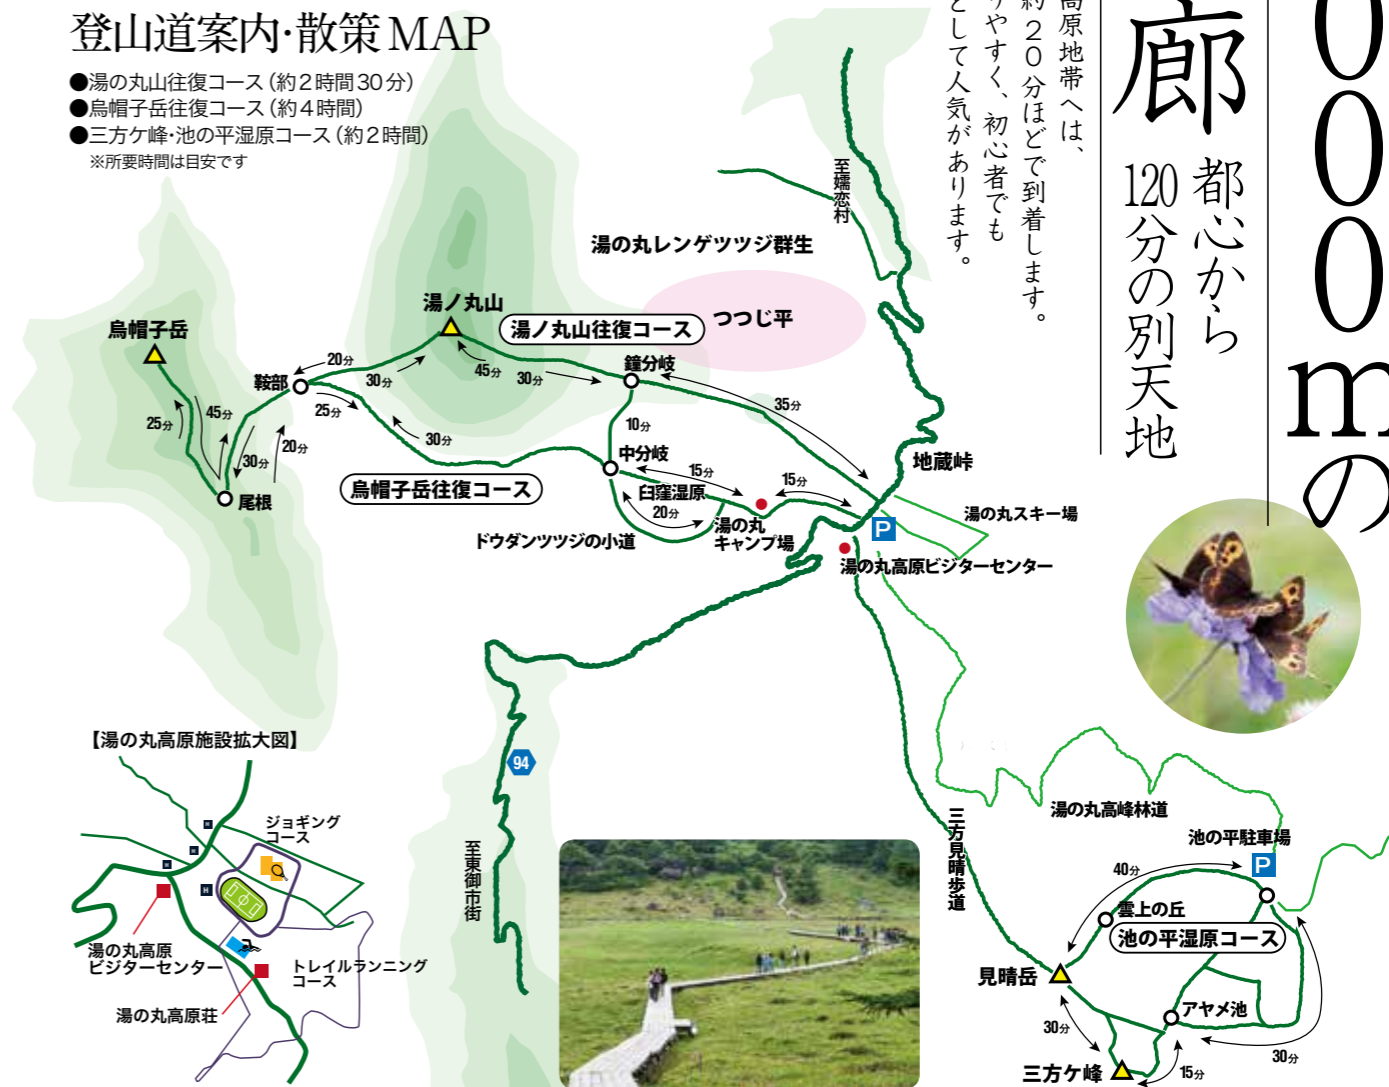 登山道案内・散策MAP
●湯の丸山往復コース（約2時間30分）
●烏帽子岳往復コース（約4時間）
●三方ケ峰・池の平湿原コース（約2時間）
※所要時間は目安です
000mの
廊
都心から
120分の別天地
高原地帯へは、
約20分ほどで到着します。
りやすく、初心者でも
として人気があります。
至嬬恋村
湯の丸レンゲツツジ群生
つつじ平
湯ノ丸山
湯ノ丸山往復コース
烏帽子岳
鞍部
20分
30分
45分
30分
鐘分岐
35分
25分
45分
30分
20分
25分
30分
10分
尾根
烏帽子岳往復コース
中分岐
15分
臼窪湿原
20分
15分
ドウダンツツジの小道
湯の丸
キャンプ場
地蔵峠
P
湯の丸スキー場
湯の丸高原ビジターセンター
94
至東御市街
三方見晴歩道
湯の丸高峰林道
池の平駐車場
P
40分
雲上の丘
池の平湿原コース
見晴岳
アヤメ池
30分
三方ケ峰
15分
30分
【湯の丸高原施設拡大図】
ジョギング
コース
H
H
H
H
湯の丸高原
ビジターセンター
トレイルランニング
コース
湯の丸高原荘